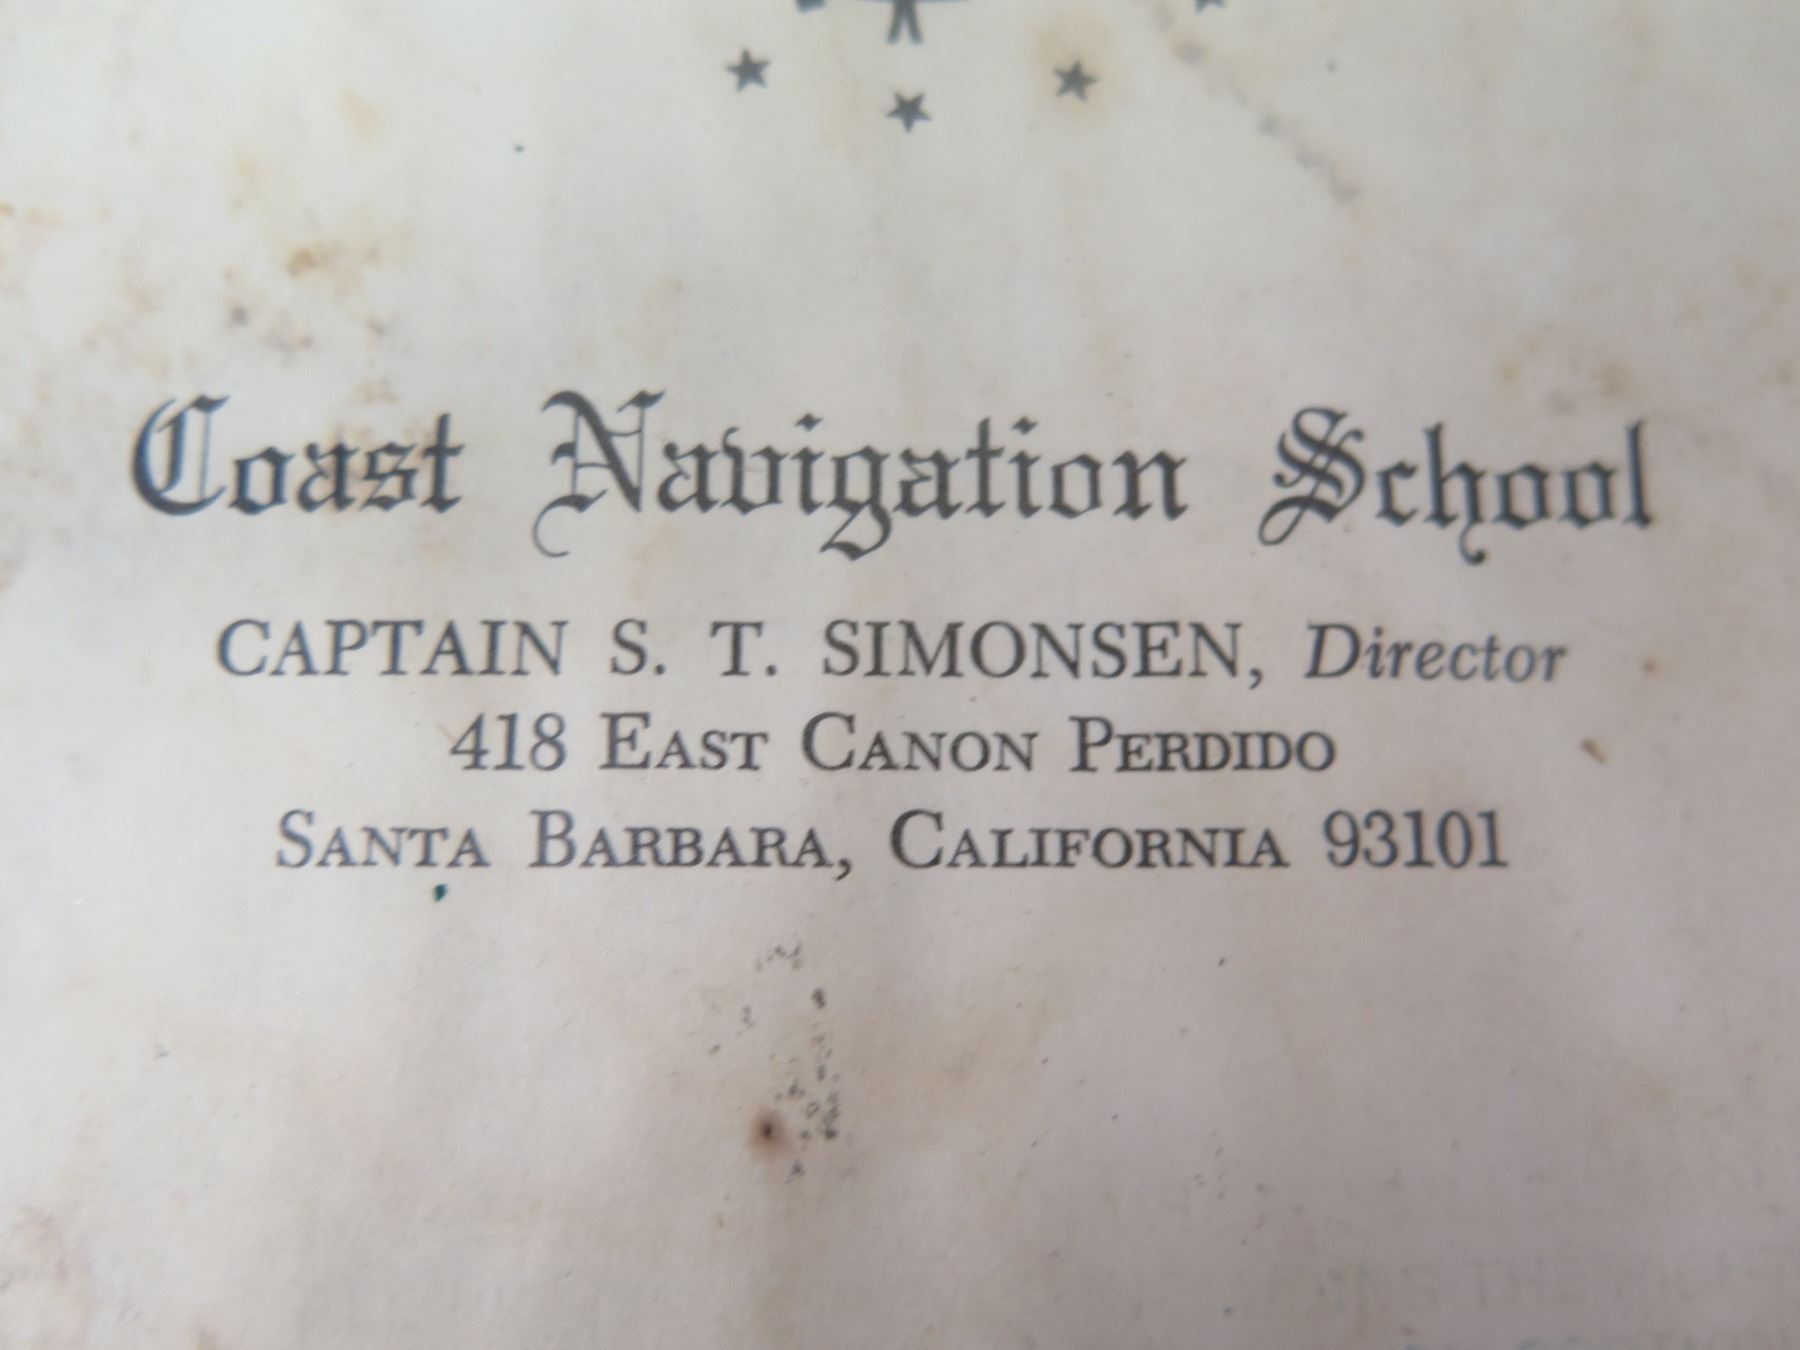 Coast Navigation School
CAPTAIN S. T. SIMONSEN, Director
418 EAST CANON PERDIDO
SANTA BARBARA, CALIFORNIA 93101